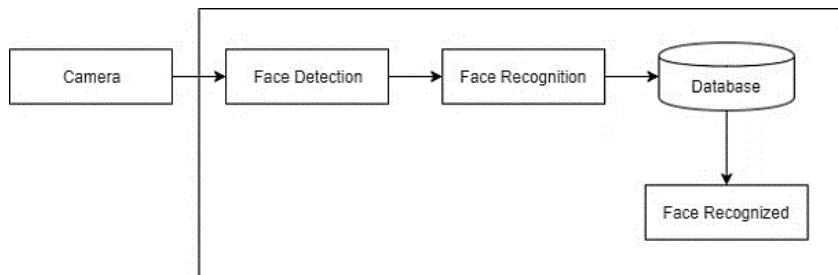 Camera
Face Detection
Face Recognition
Database
Face Recognized